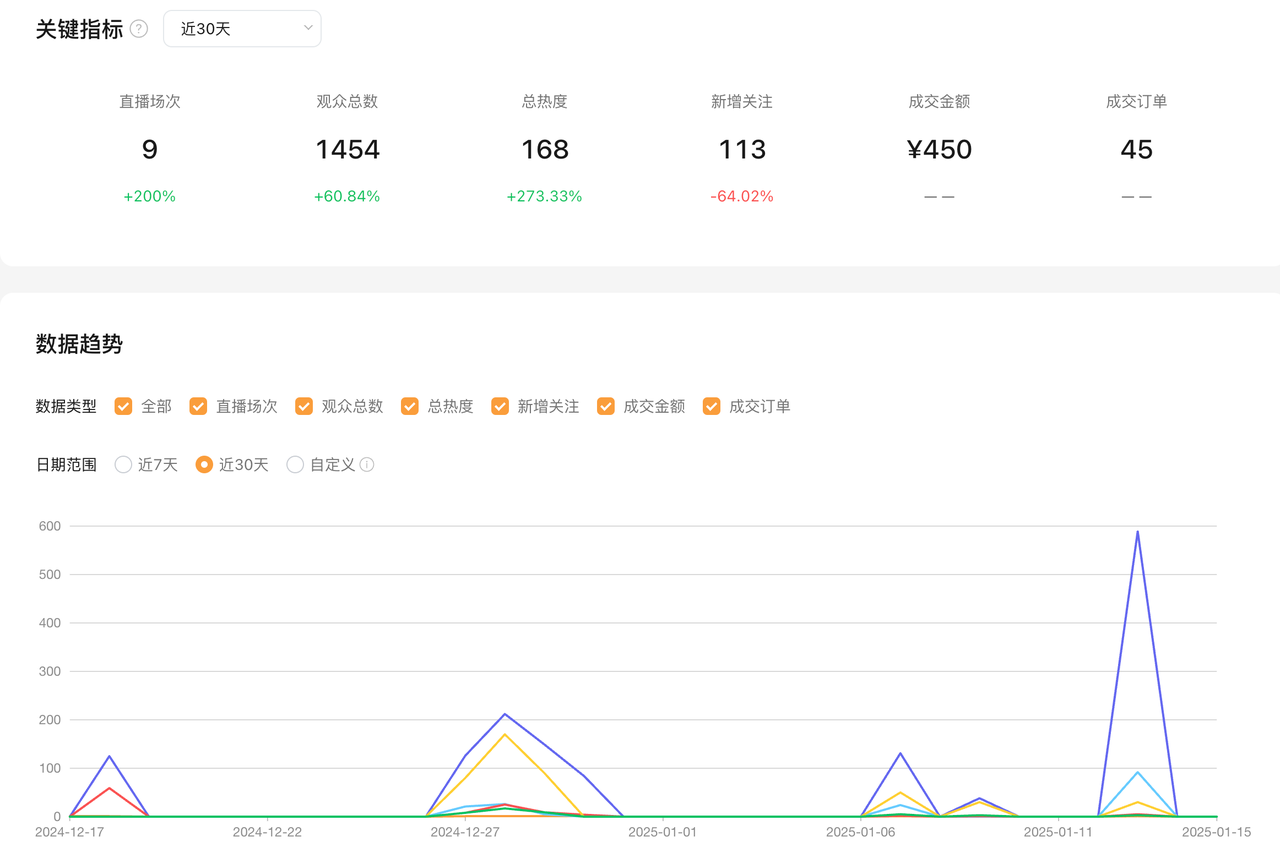 关键指标 ? 近30天
直播场次 观众总数 总热度 新增关注 成交金额 成交订单
9 1454 168 113 ¥450 45
+200% +60.84% +273.33% -64.02% — — — —
数据趋势
数据类型 全部 直播场次 观众总数 总热度 新增关注 成交金额 成交订单
日期范围 近7天 近30天 自定义
600
500
400
300
200
100
0
2024-12-17 2024-12-22 2024-12-27 2025-01-01 2025-01-06 2025-01-11 2025-01-15